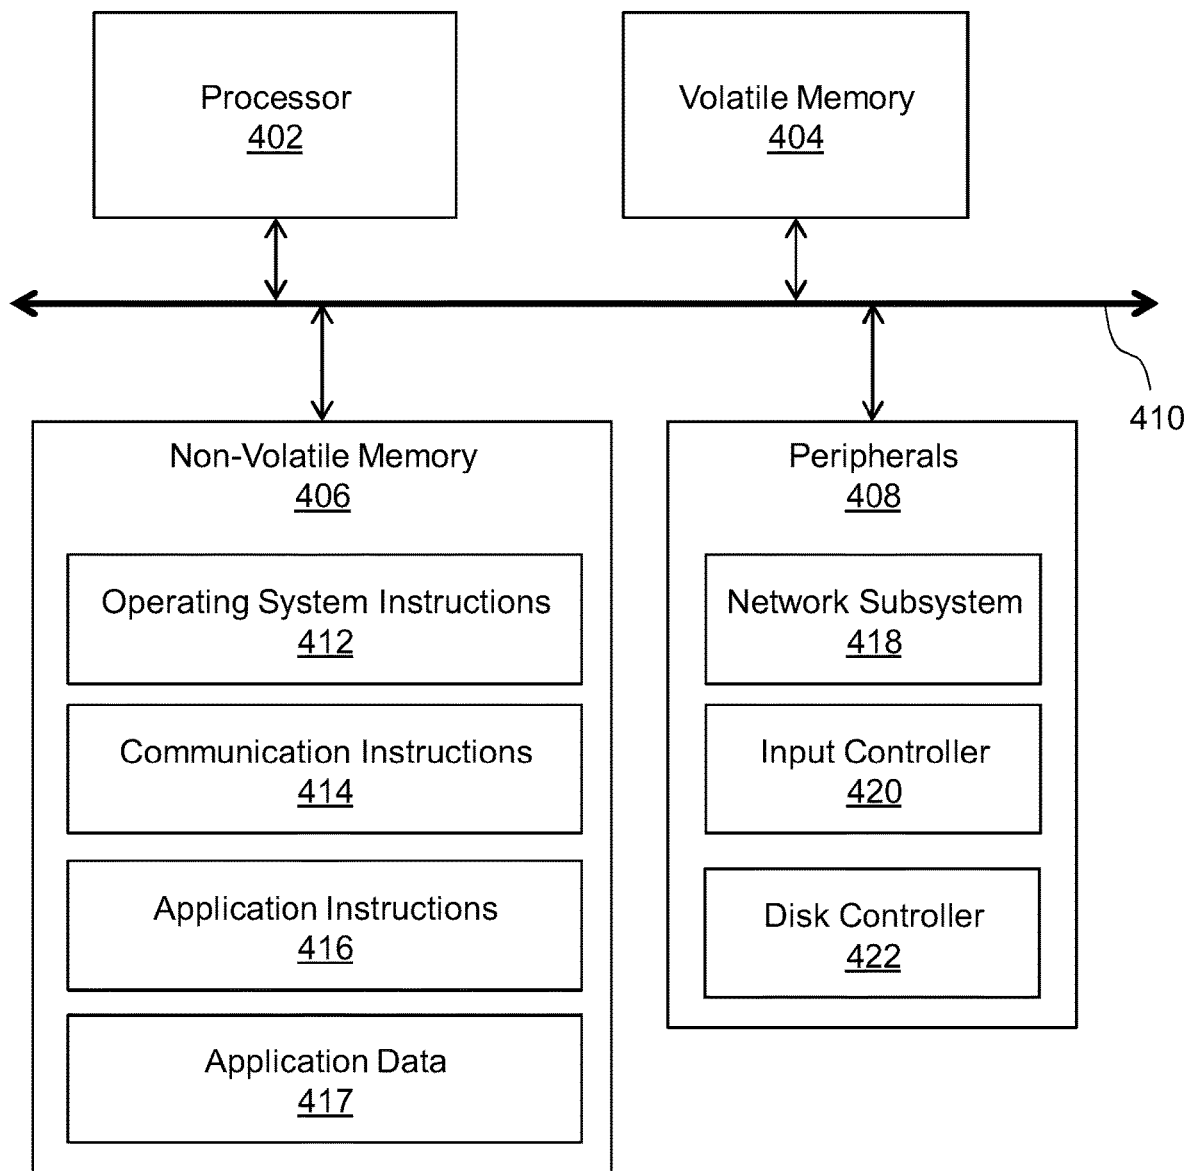 Processor
402
Volatile Memory
404
410
Non-Volatile Memory
406
Operating System Instructions
412
Communication Instructions
414
Application Instructions
416
Application Data
417
Peripherals
408
Network Subsystem
418
Input Controller
420
Disk Controller
422